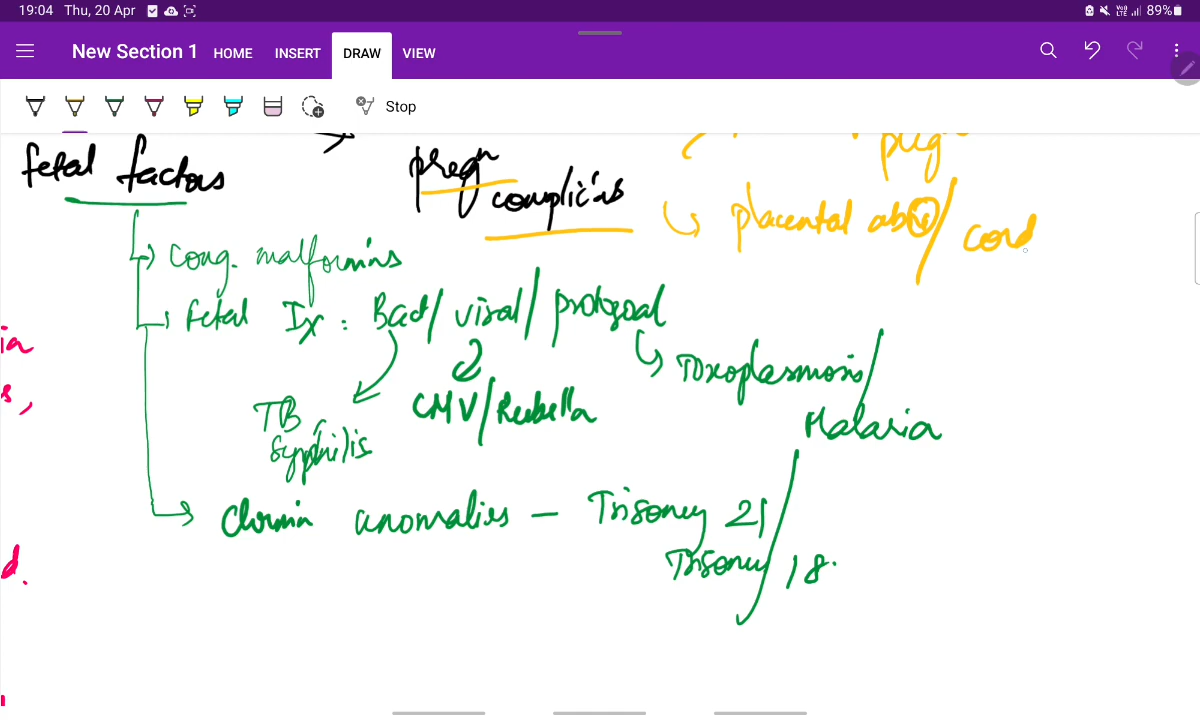 19:04 Thu, 20 Apr 89%
New Section 1 HOME INSERT DRAW VIEW
Stop
fetal factors
pregn
complic'ns
placental ab
cord
Cong. malform'ns
fetal Ix : Bact/ viral/ protozoal
TB
Syphilis
CMV/Rubella
Toxoplasmosis/
Malaria
anomalies — Trisomy 21/
Trisomy 18.